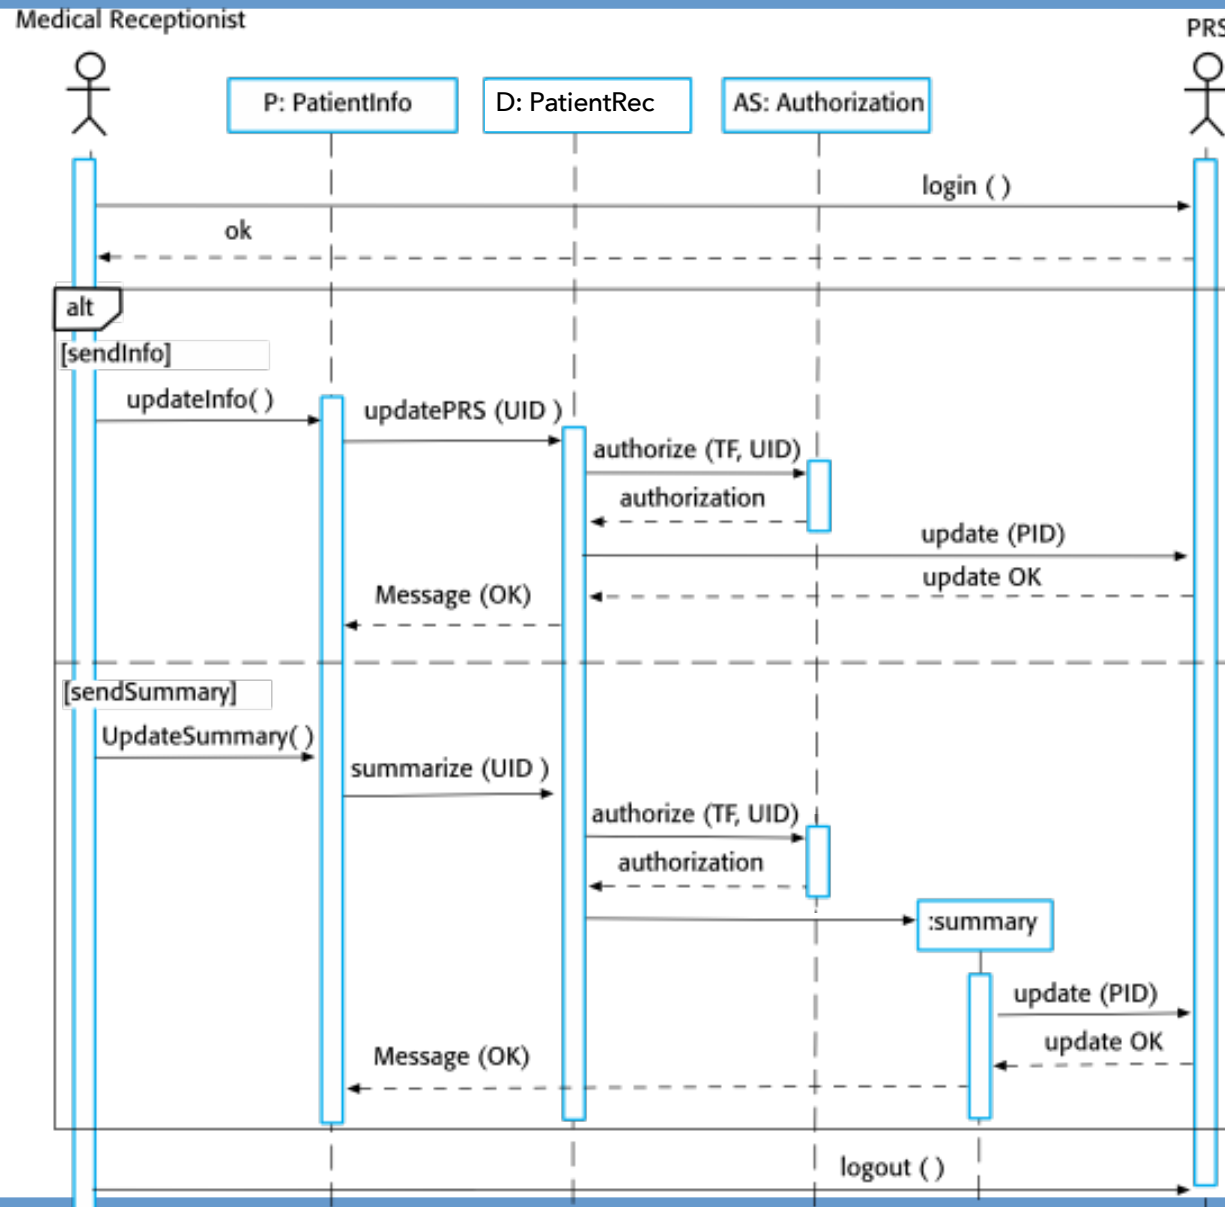 Medical Receptionist
PRS
P: PatientInfo
D: PatientRec
AS: Authorization
login ( )
ok
alt
[sendInfo]
updateInfo( )
updatePRS (UID )
authorize (TF, UID)
authorization
update (PID)
update OK
Message (OK)
[sendSummary]
UpdateSummary( )
summarize (UID )
authorize (TF, UID)
authorization
:summary
update (PID)
update OK
Message (OK)
logout ( )